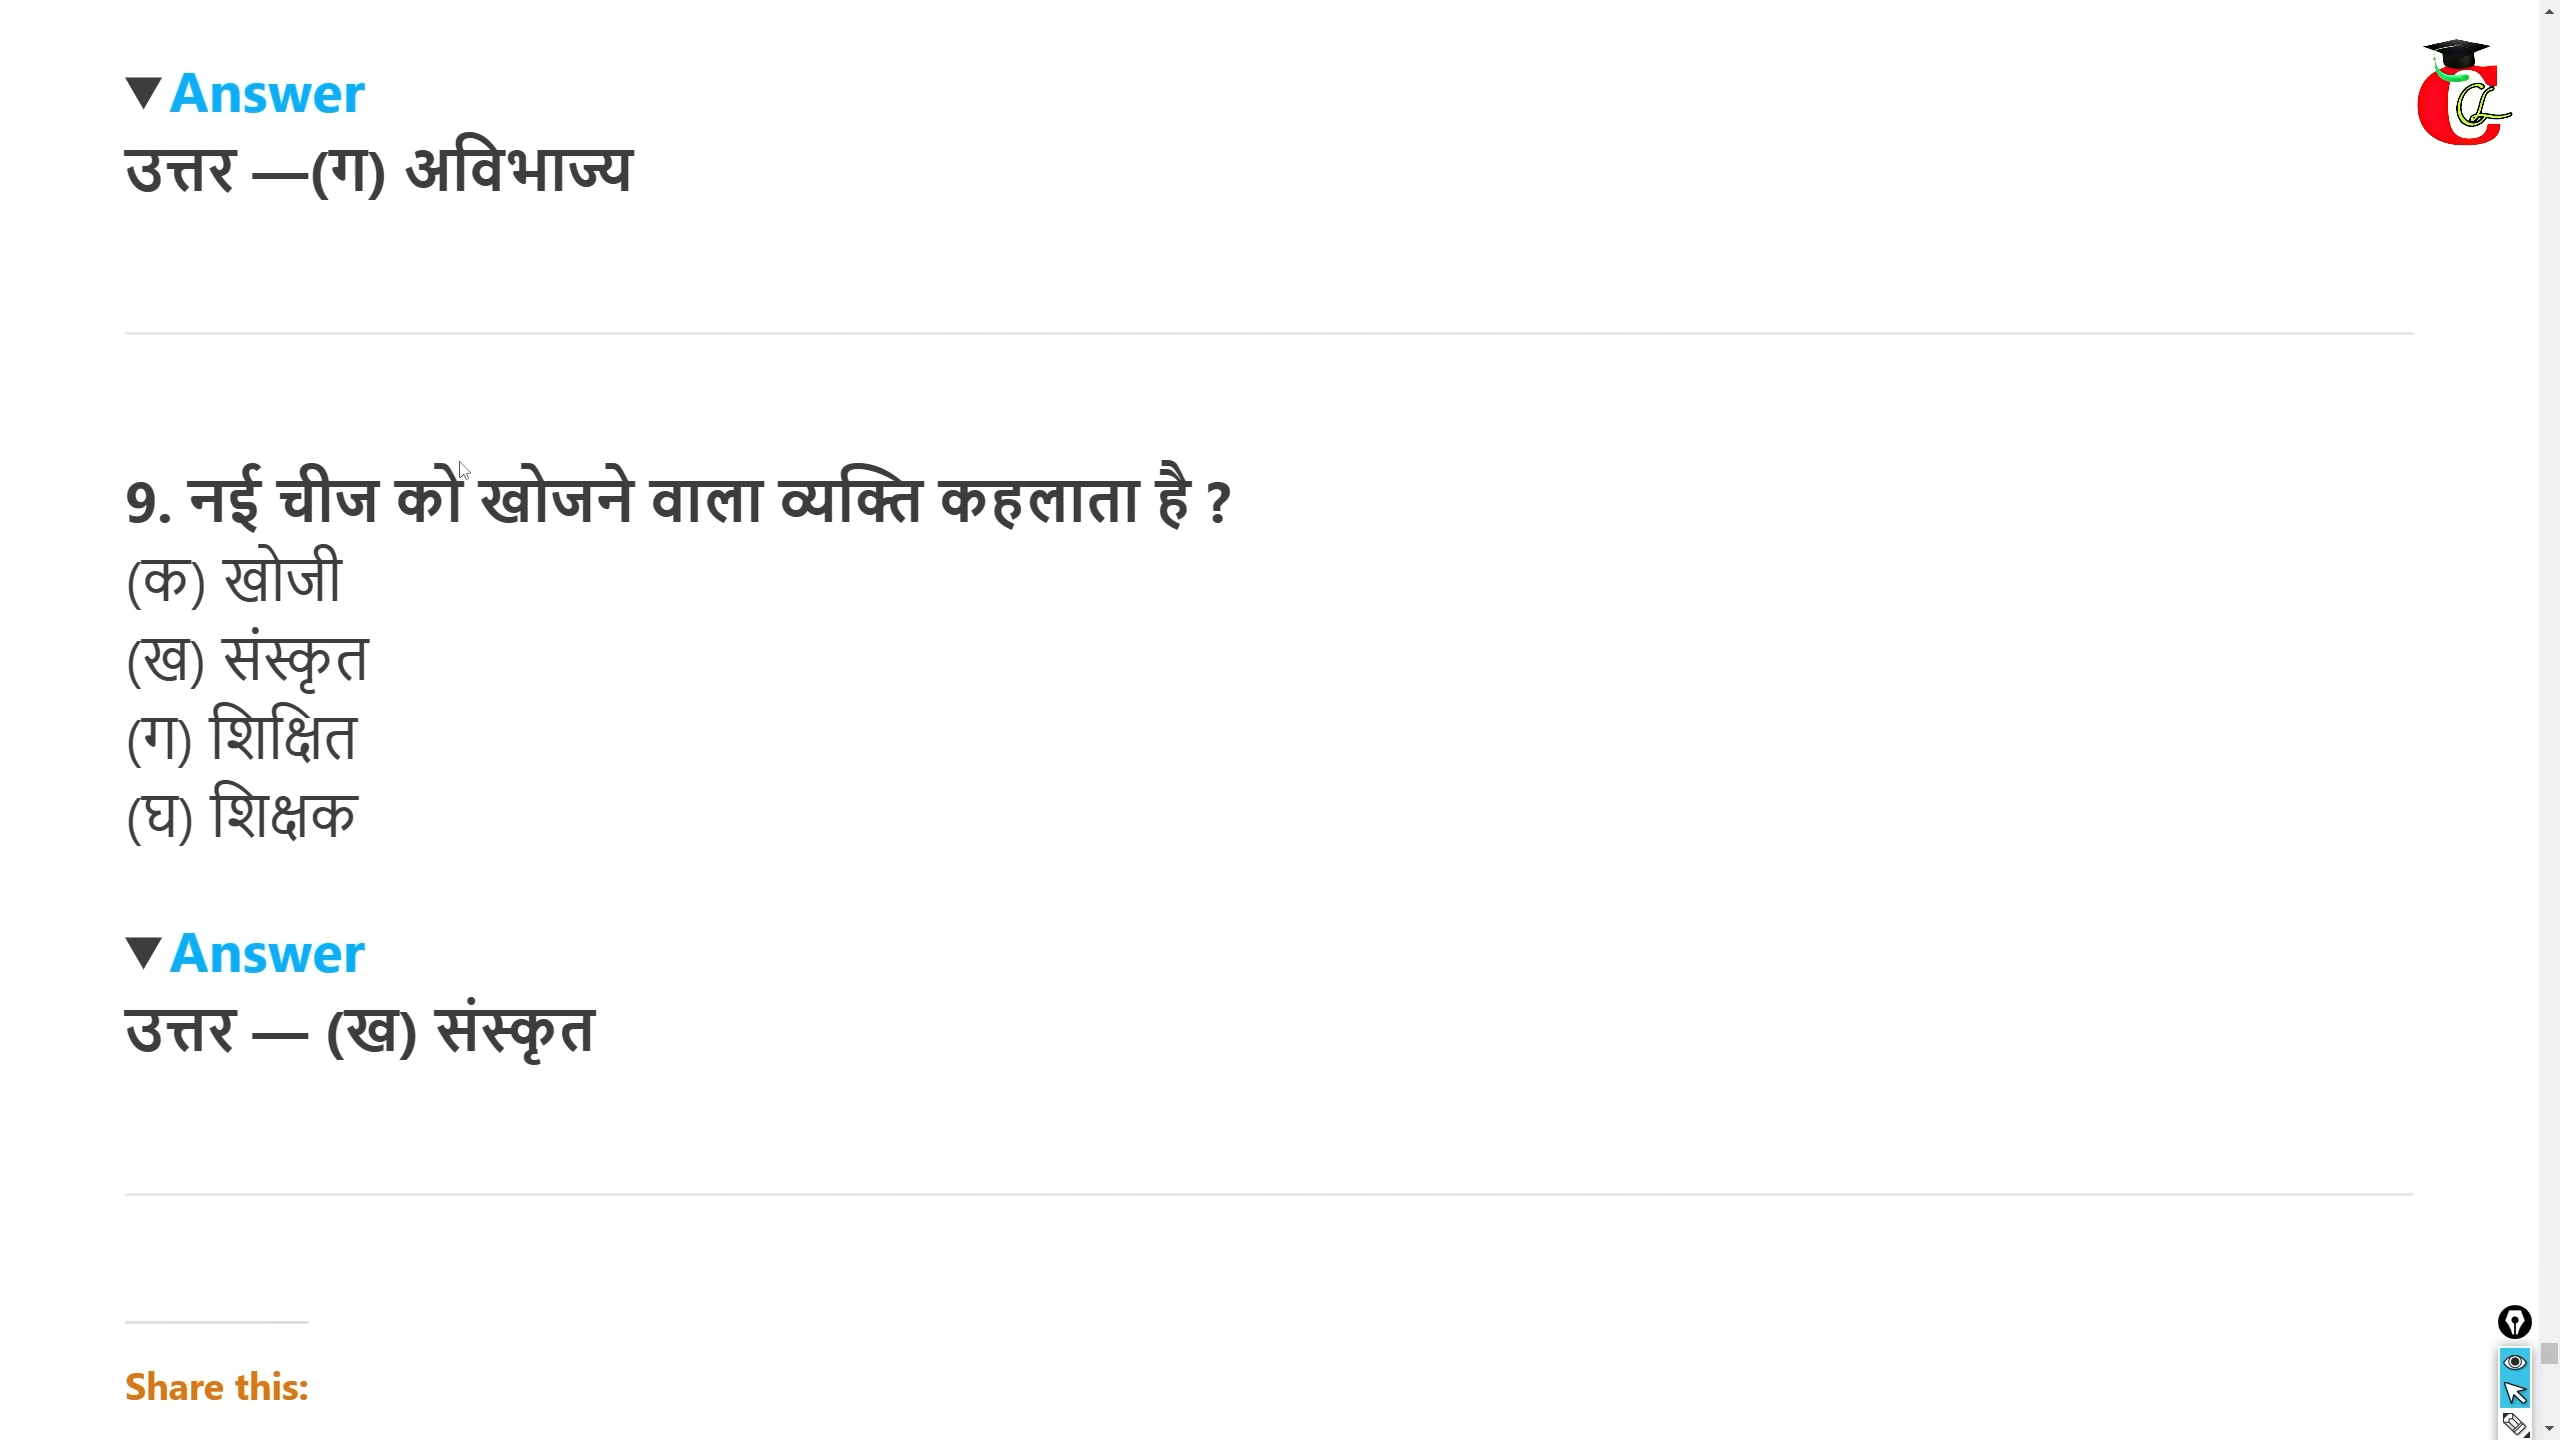 Answer
उत्तर —(ग) अविभाज्य
9. नई चीज को खोजने वाला व्यक्ति कहलाता है ?
(क) खोजी
(ख) संस्कृत
(ग) शिक्षित
(घ) शिक्षक
Answer
उत्तर — (ख) संस्कृत
Share this: